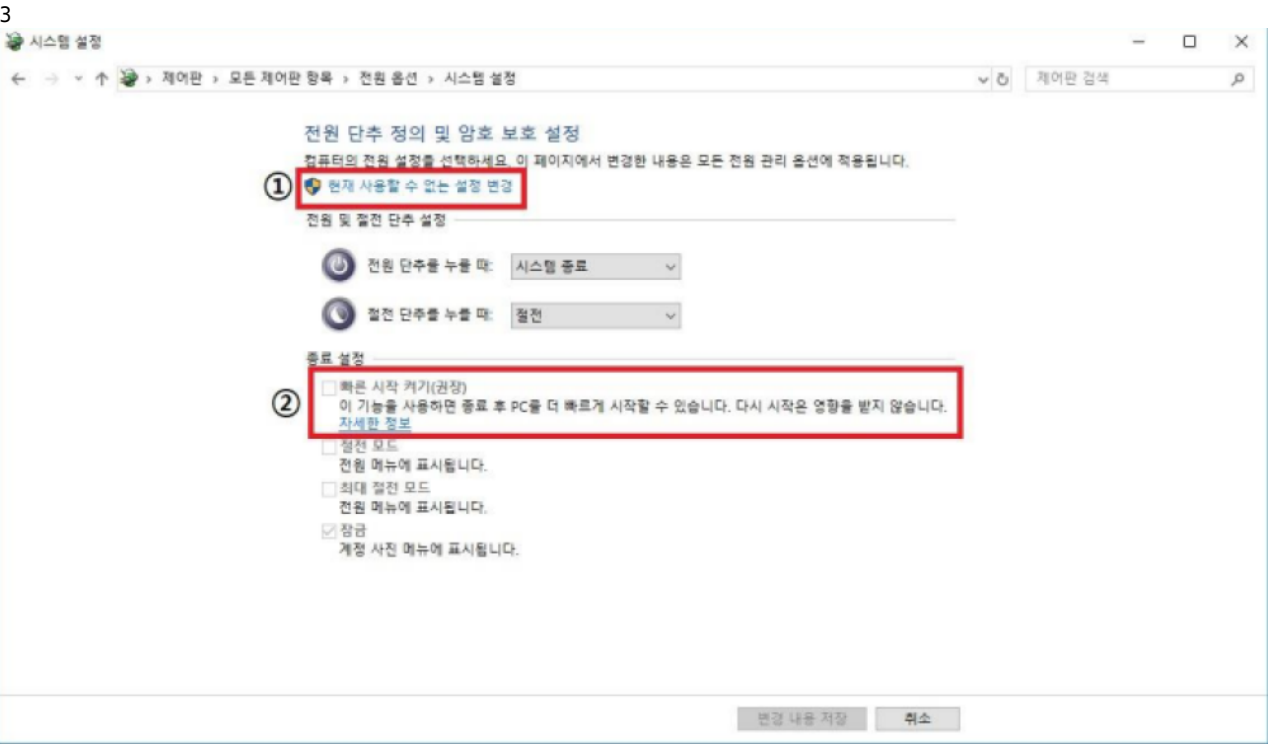 3
시스템 설정
제어판 › 모든 제어판 항목 › 전원 옵션 › 시스템 설정
제어판 검색
전원 단추 정의 및 암호 보호 설정
컴퓨터의 전원 설정을 선택하세요. 이 페이지에서 변경한 내용은 모든 전원 관리 옵션에 적용됩니다.
① 현재 사용할 수 없는 설정 변경
전원 및 절전 단추 설정
전원 단추를 누를 때: 시스템 종료
절전 단추를 누를 때: 절전
종료 설정
② 빠른 시작 켜기(권장)
이 기능을 사용하면 종료 후 PC를 더 빠르게 시작할 수 있습니다. 다시 시작은 영향을 받지 않습니다.
자세한 정보
절전 모드
전원 메뉴에 표시됩니다.
최대 절전 모드
전원 메뉴에 표시됩니다.
잠금
계정 사진 메뉴에 표시됩니다.
변경 내용 저장 취소